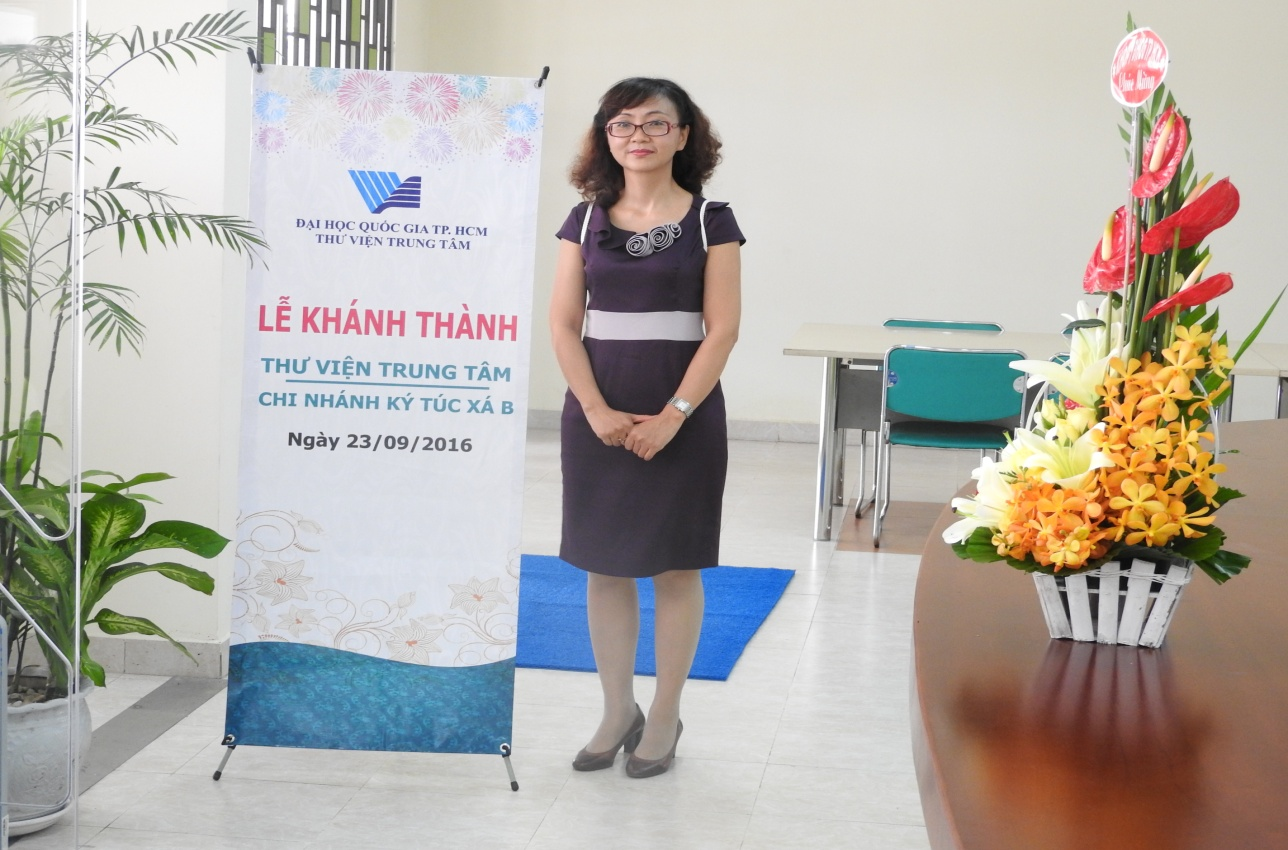 ĐẠI HỌC QUỐC GIA TP. HCM
THƯ VIỆN TRUNG TÂM
LỄ KHÁNH THÀNH
THƯ VIỆN TRUNG TÂM
CHI NHÁNH KÝ TÚC XÁ B
Ngày 23/09/2016